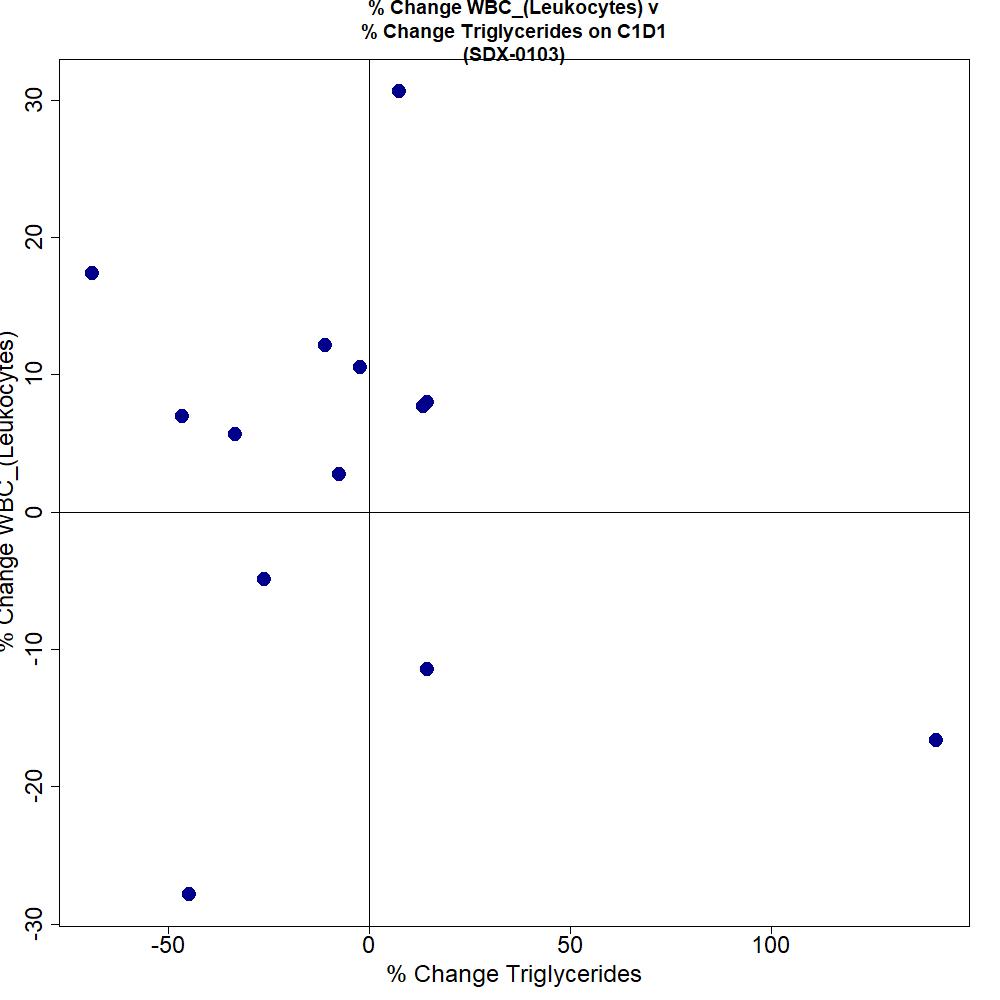 % Change WBC_(Leukocytes) v
% Change Triglycerides on C1D1
(SDX-0103)
% Change WBC_(Leukocytes)
30
20
10
0
-10
-20
-30
-50
0
50
100
% Change Triglycerides